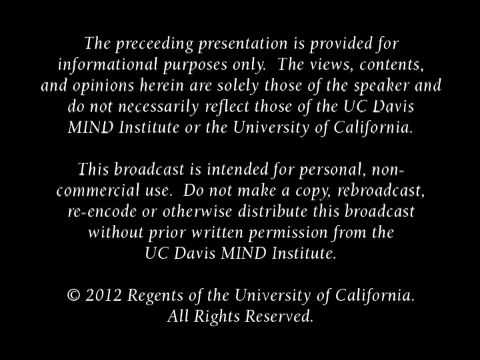 The preceeding presentation is provided for
informational purposes only.  The views, contents,
and opinions herein are solely those of the speaker and
do not necessarily reflect those of the UC Davis
MIND Institute or the University of California.

This broadcast is intended for personal, non-
commercial use.  Do not make a copy, rebroadcast,
re-encode or otherwise distribute this broadcast
without prior written permission from the
UC Davis MIND Institute.

© 2012 Regents of the University of California.
All Rights Reserved.